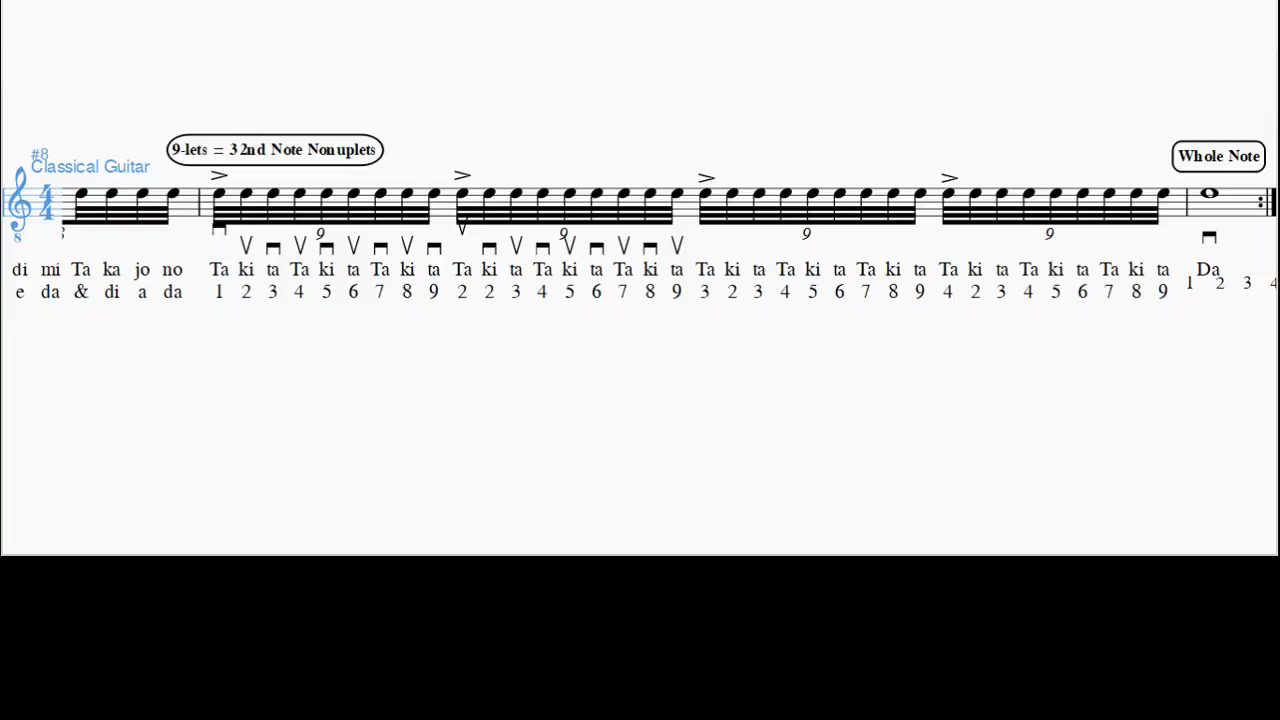 #8
Classical Guitar
9-lets = 32nd Note Nonuplets
Whole Note
4
4
8
3 9 9 9 9
di mi Ta ka jo no Ta ki ta Ta ki ta Ta ki ta Ta ki ta Ta ki ta Ta ki ta Ta ki ta Ta ki ta Ta ki ta Ta ki ta Ta ki ta Ta ki ta Da
e da & di a da 1 2 3 4 5 6 7 8 9 2 2 3 4 5 6 7 8 9 3 2 3 4 5 6 7 8 9 4 2 3 4 5 6 7 8 9 1 2 3 4